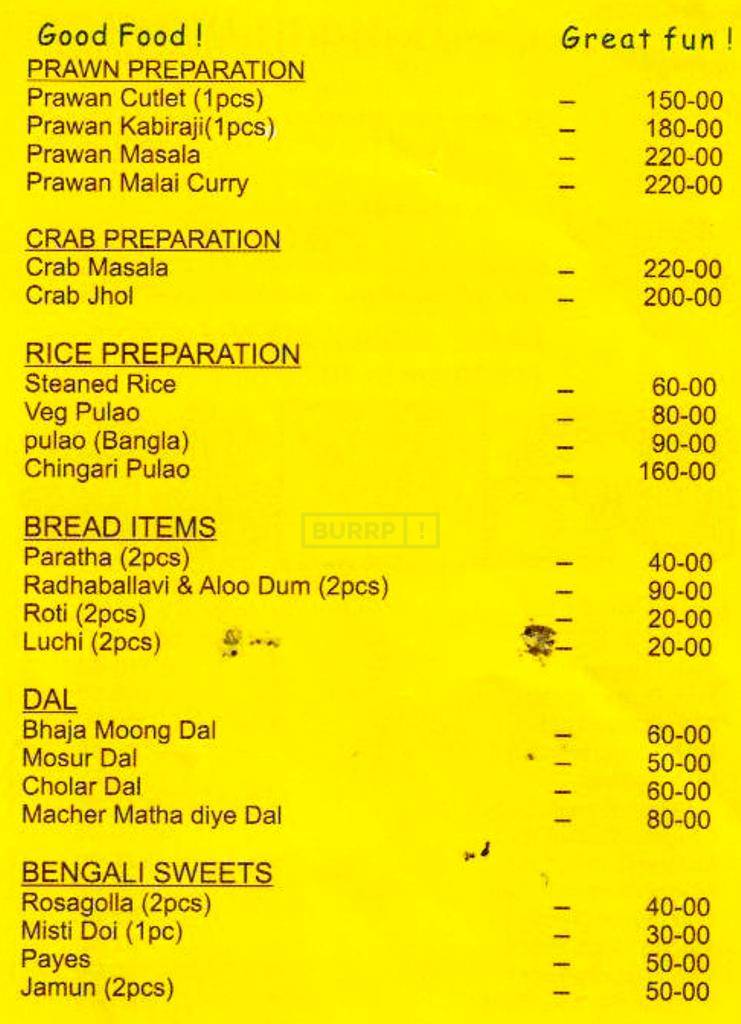 Good Food !
Great fun !
PRAWN PREPARATION
Prawan Cutlet (1pcs) – 150-00
Prawan Kabiraji(1pcs) – 180-00
Prawan Masala – 220-00
Prawan Malai Curry – 220-00
CRAB PREPARATION
Crab Masala – 220-00
Crab Jhol – 200-00
RICE PREPARATION
Steaned Rice – 60-00
Veg Pulao – 80-00
pulao (Bangla) – 90-00
Chingari Pulao – 160-00
BURRP !
BREAD ITEMS
Paratha (2pcs) – 40-00
Radhaballavi & Aloo Dum (2pcs) – 90-00
Roti (2pcs) – 20-00
Luchi (2pcs) – 20-00
DAL
Bhaja Moong Dal – 60-00
Mosur Dal – 50-00
Cholar Dal – 60-00
Macher Matha diye Dal – 80-00
BENGALI SWEETS
Rosagolla (2pcs) – 40-00
Misti Doi (1pc) – 30-00
Payes – 50-00
Jamun (2pcs) – 50-00